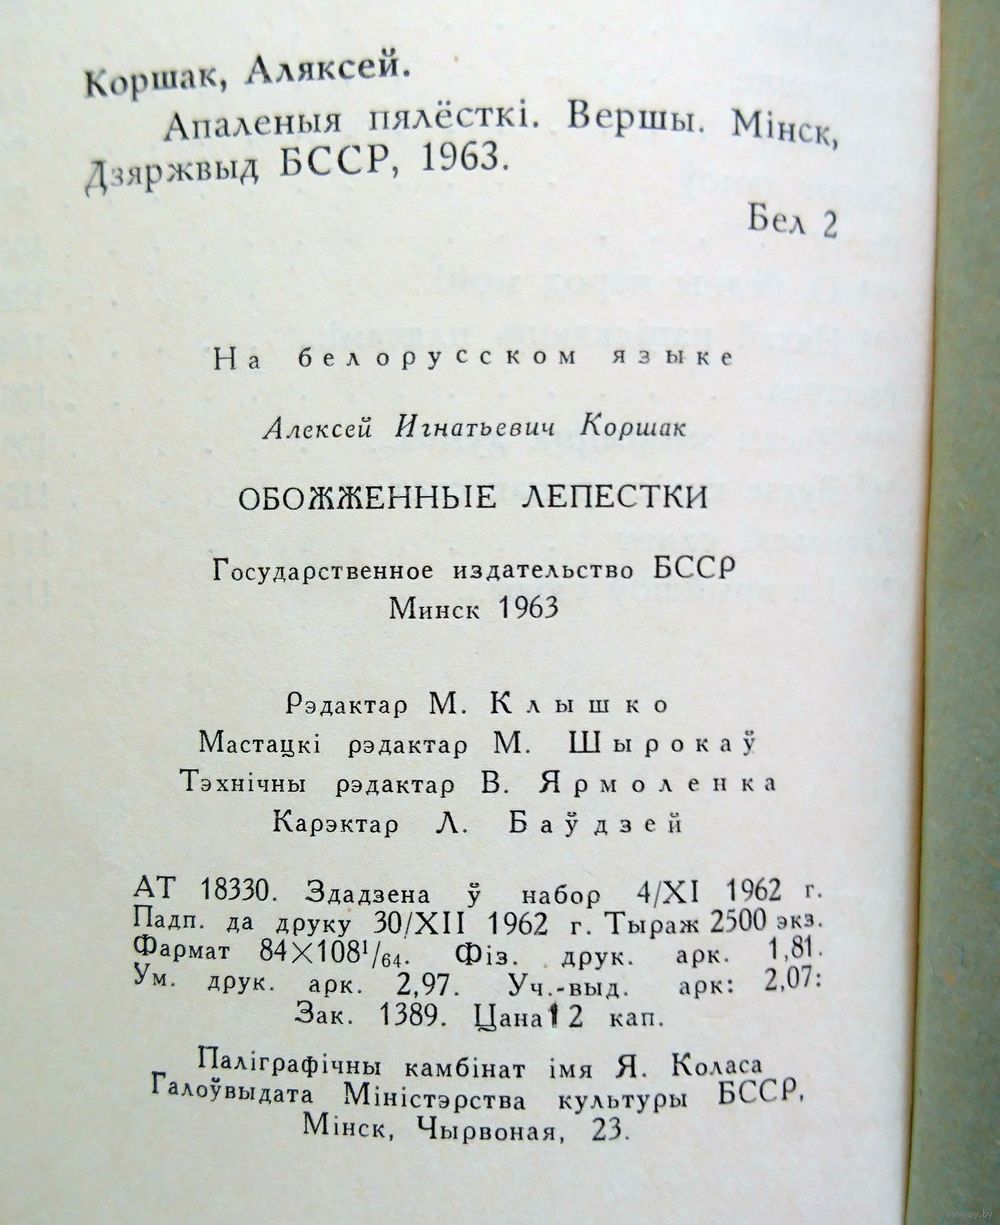 Коршак, Аляксей.
Апаленыя пялёсткі. Вершы. Мінск,
Дзяржвыд БССР, 1963.
Бел 2
На белорусском языке
Алексей Игнатьевич Коршак
ОБОЖЖЕННЫЕ ЛЕПЕСТКИ
Государственное издательство БССР
Минск 1963
Рэдактар М. Клышко
Мастацкі рэдактар М. Шырокаў
Тэхнічны рэдактар В. Ярмоленка
Карэктар Л. Баўдзей
АТ 18330. Здадзена ў набор 4/XI 1962 г.
Падп. да друку 30/XII 1962 г. Тыраж 2500 экз.
Фармат 84×108¹/₆₄. Фіз. друк. арк. 1,81.
Ум. друк. арк. 2,97. Уч.-выд. арк: 2,07:
Зак. 1389. Цана 12 кап.
Паліграфічны камбінат імя Я. Коласа
Галоўвыдата Міністэрства культуры БССР,
Мінск, Чырвоная, 23.
www.ay.by